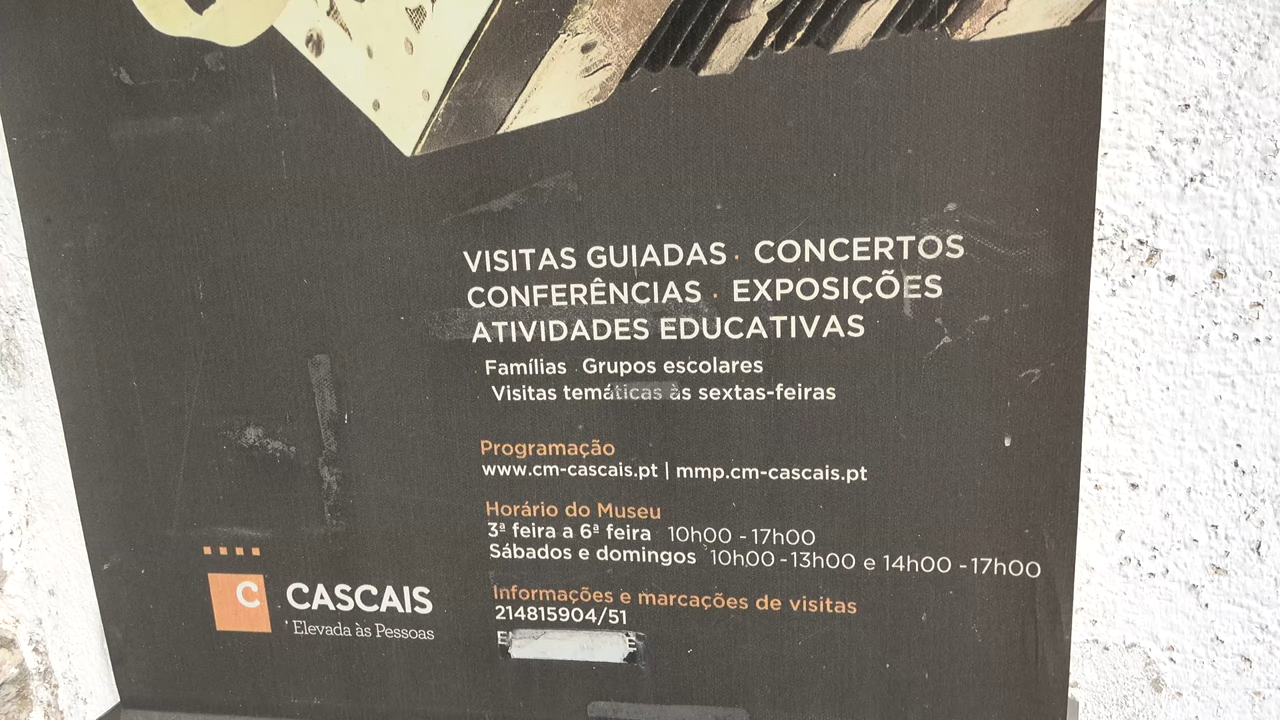 VISITAS GUIADAS · CONCERTOS
CONFERÊNCIAS · EXPOSIÇÕES
ATIVIDADES EDUCATIVAS
Famílias · Grupos escolares
Visitas temáticas às sextas-feiras
Programação
www.cm-cascais.pt | mmp.cm-cascais.pt
Horário do Museu
3ª feira a 6ª feira 10h00 - 17h00
Sábados e domingos 10h00 - 13h00 e 14h00 - 17h00
Informações e marcações de visitas
214815904/51
C CASCAIS
Elevada às Pessoas